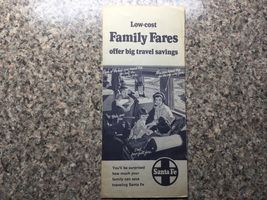 Low-cost
Family Fares
offer big travel savings
You'll be surprised
how much your
family can save
traveling Santa Fe
Santa Fe